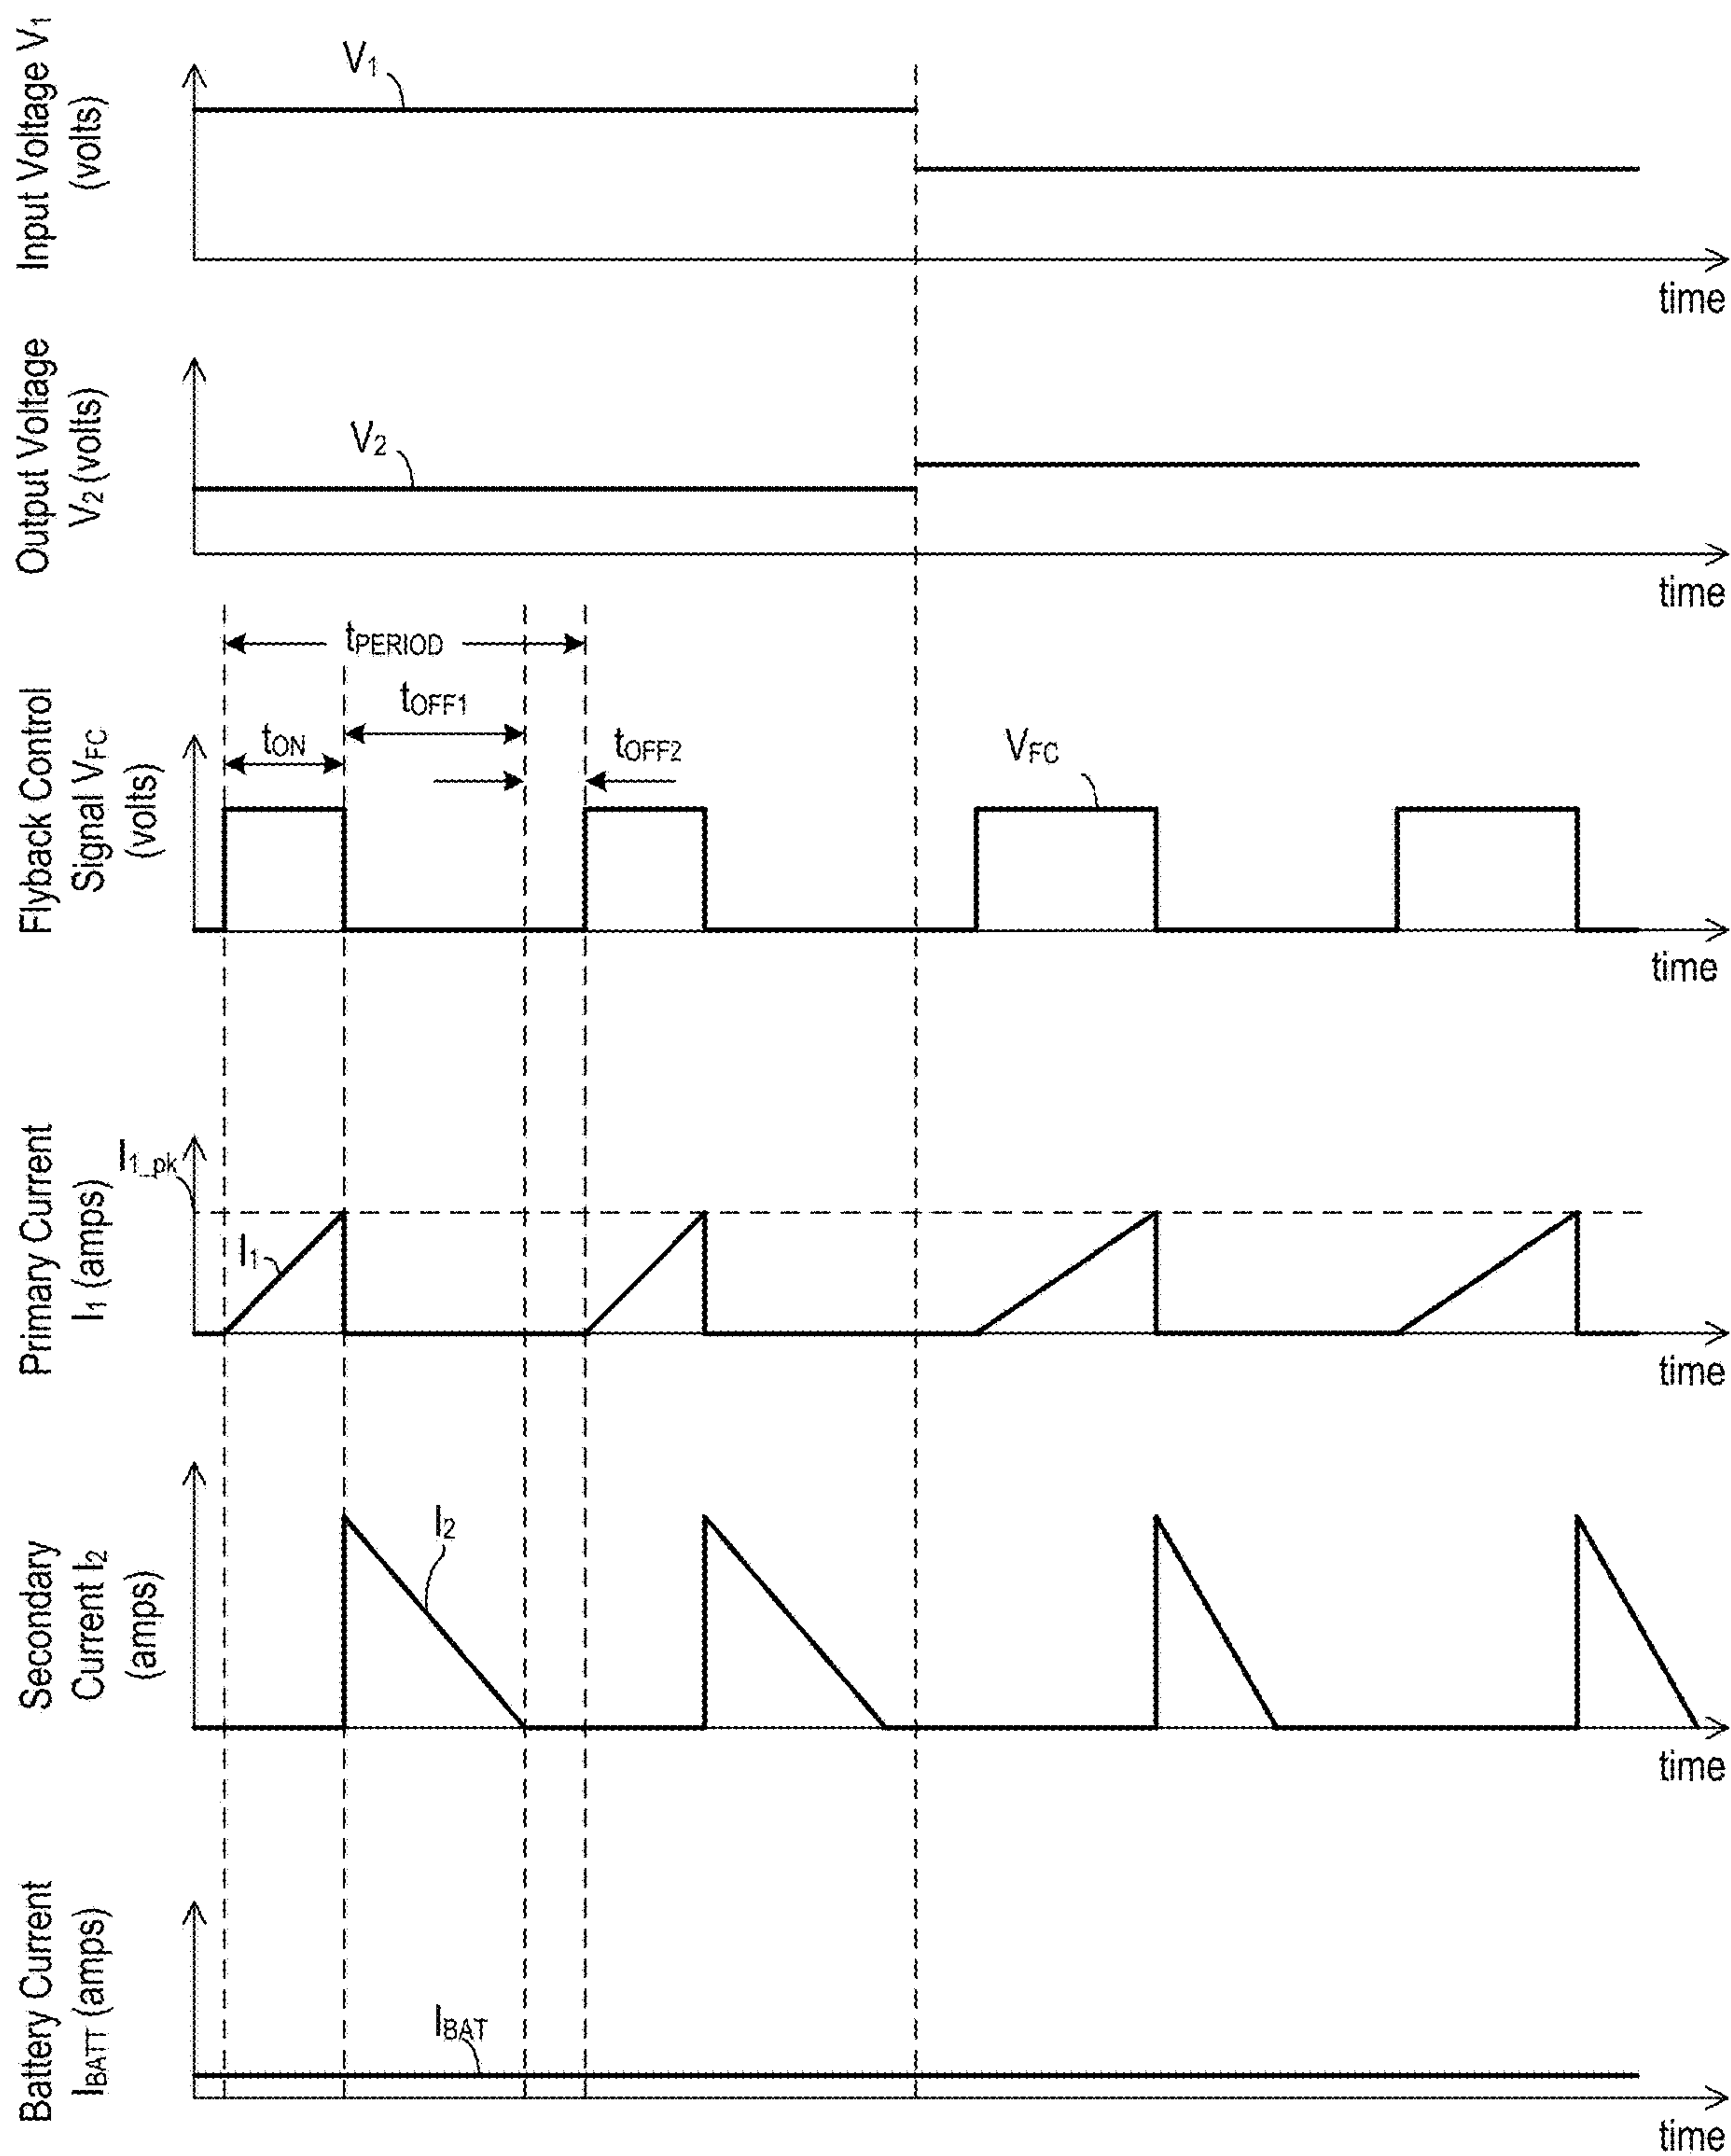 Input Voltage V1
(volts)
V1
time
Output Voltage
V2 (volts)
V2
time
tPERIOD
tOFF1
tON
tOFF2
Flyback Control
Signal VFC
(volts)
VFC
time
Primary Current
I1 (amps)
I1_pk
I1
time
Secondary
Current I2
(amps)
I2
time
Battery Current
IBATT (amps)
IBAT
time